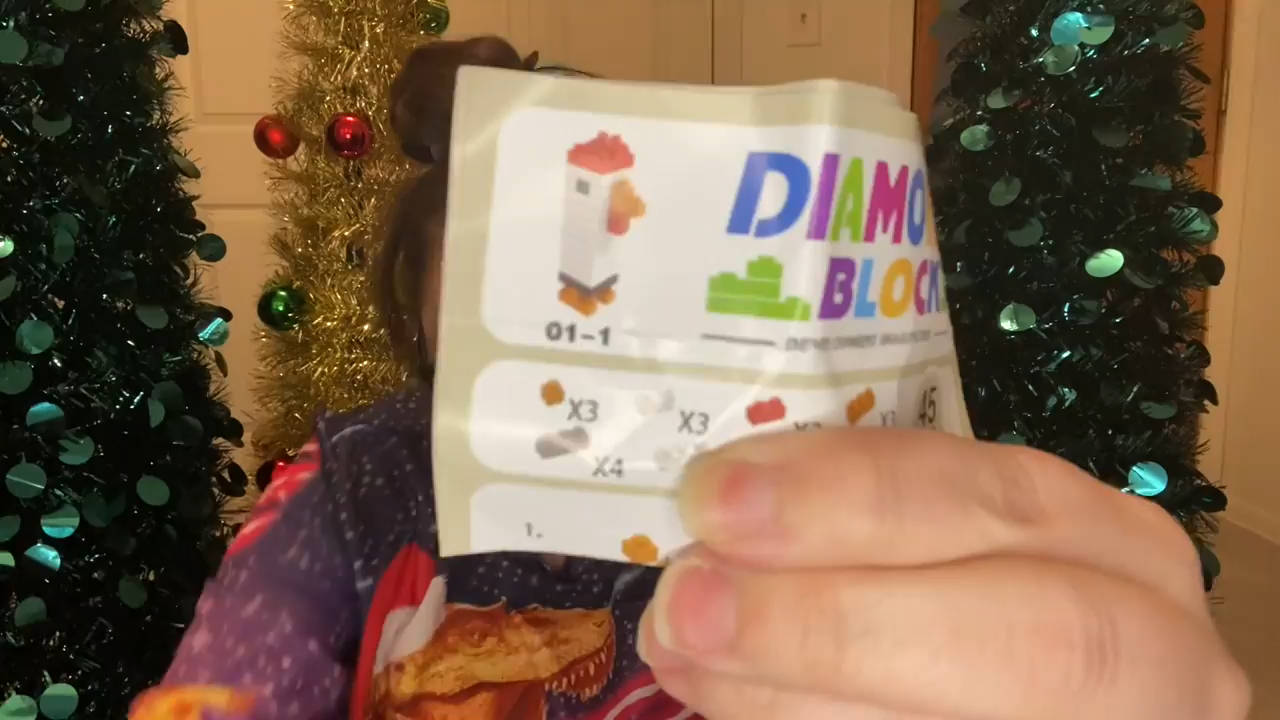 DIAMO
BLOCK
01-1
X3 X3
X4
45
1.